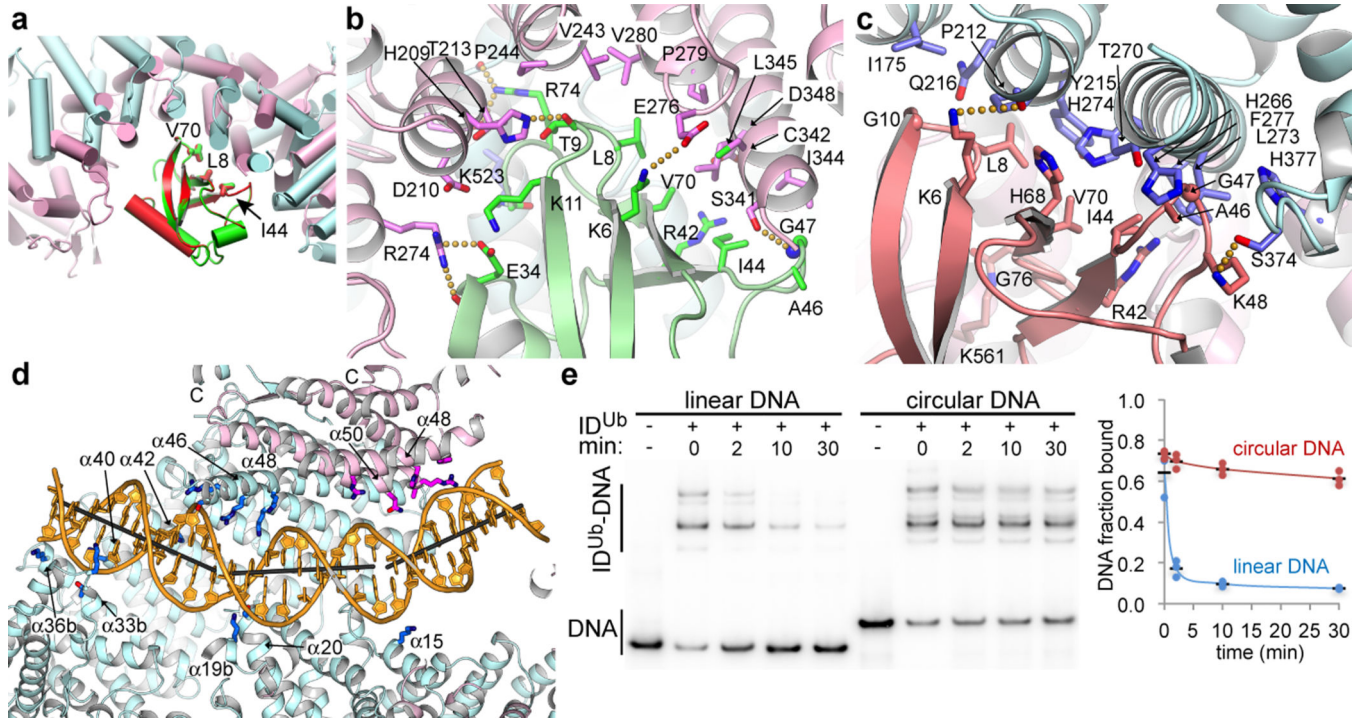 a
V70
L8
I44
b
V243 V280
T213 P244 P279
H209 L345
R74 E276 D348
T9 L8 C342
I344
K523
D210 V70 S341
K11 G47
K6 R42
R274
E34 I44
A46
c
P212 T270
I175
Q216 Y215
H274 H266
F277
G10 L273
L8 H377
G47
K6 H68 V70 A46
I44
S374
G76
R42 K48
K561
d
C C
α48
α46 α50
α40 α42 α48
α36b α33b α20 α15
α19b
e
linear DNA circular DNA
ID^Ub - + + + + - + + + +
min: 0 2 10 30 0 2 10 30
ID^Ub-DNA
DNA
DNA fraction bound
1.0
0.8
circular DNA
0.6
0.4
0.2
linear DNA
0.0
0 5 10 15 20 25 30
time (min)